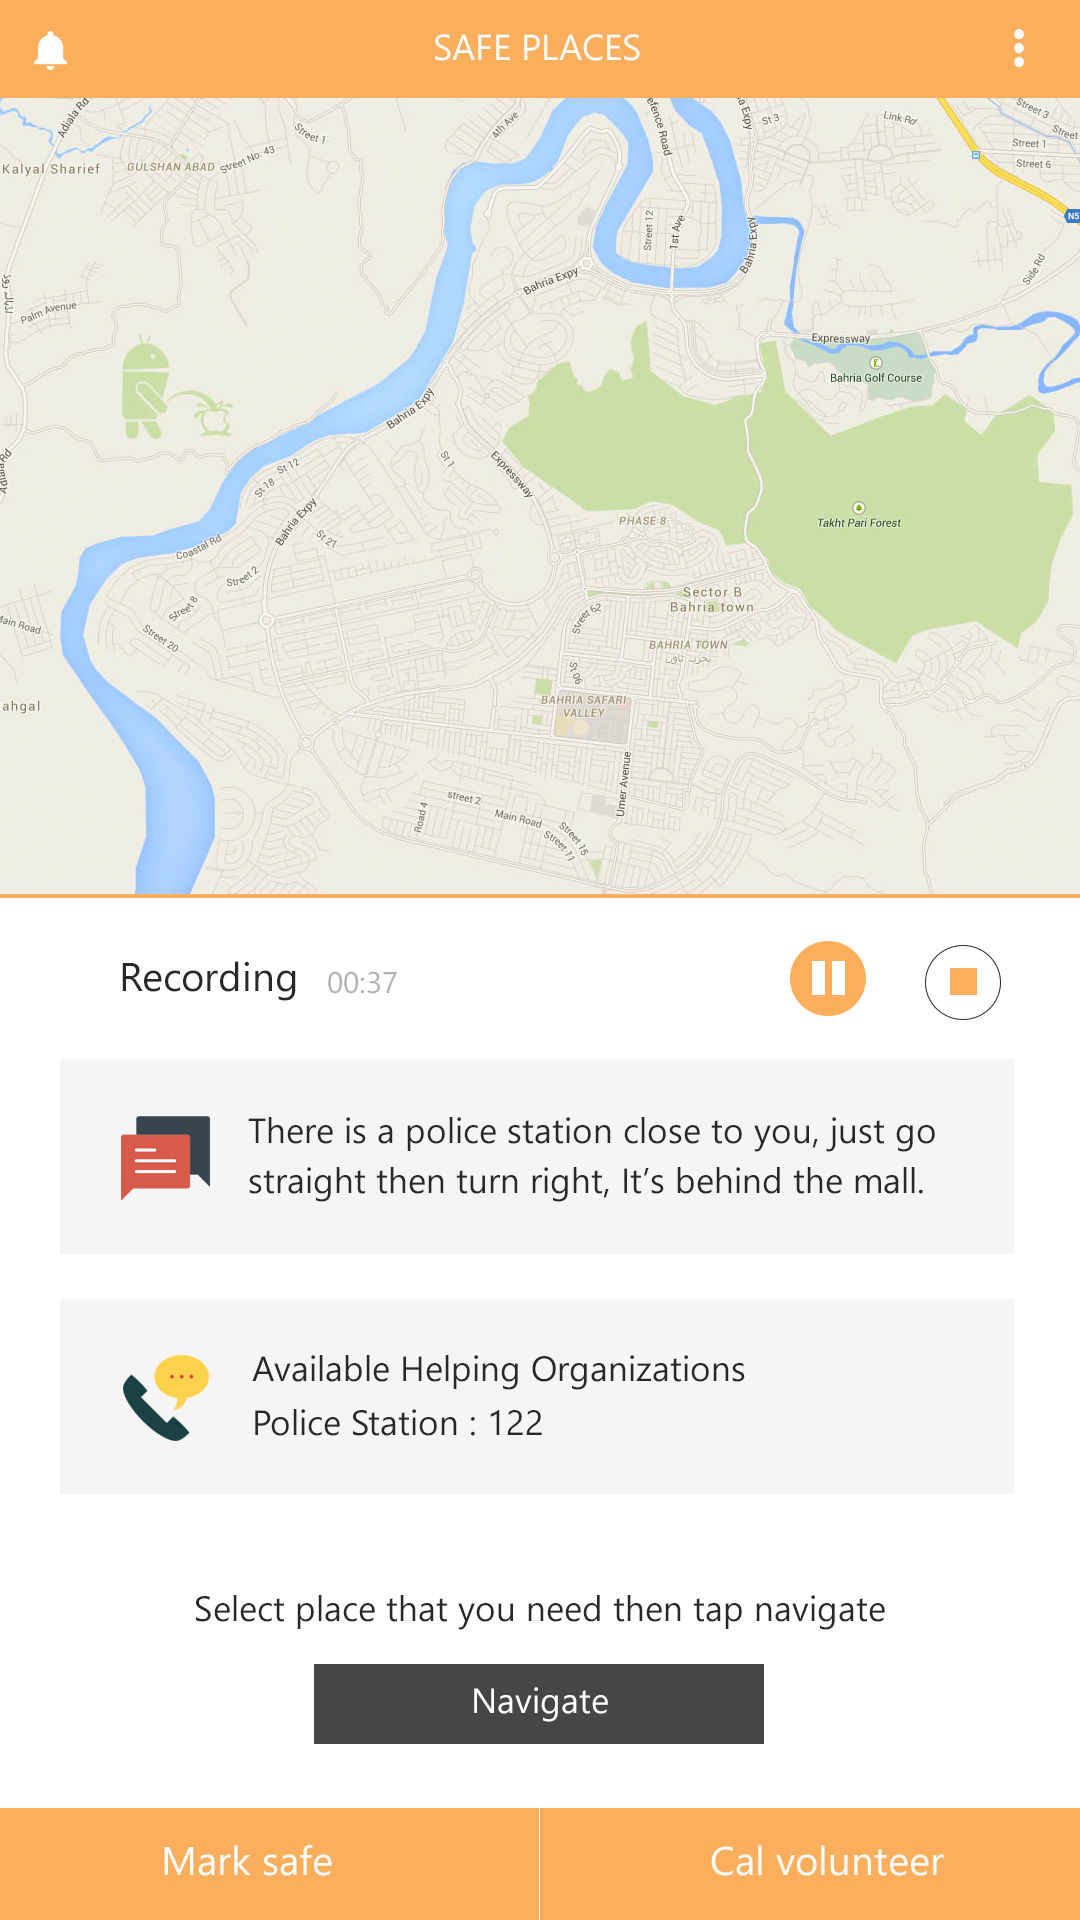 SAFE PLACES
Adiala Rd
Street 1
4th Ave
efence Road
a Expy
St 3
Link Rd
Street 3
Street
Street 1
Street 6
Kalyal Sharief
GULSHAN ABAD
Street No. 43
N5
Street 12
1st Ave
Bahria Expy
Bahria Expy
Side Rd
Palm Avenue
Expressway
Bahria Golf Course
Bahria Expy
Adiala Rd
St 1
Expressway
St 12
St 18
Bahria Expy
St 27
Coastal Rd
PHASE 8
Takht Pari Forest
Street 2
Street 8
Street 62
Sector B
Bahria town
Main Road
Street 20
BAHRIA TOWN
St 06
ahgal
BAHRIA SAFARI
VALLEY
Umer Avenue
street 2
Road 4
Main Road
Street 15
Street 11
Recording 00:37
There is a police station close to you, just go
straight then turn right, It’s behind the mall.
Available Helping Organizations
Police Station : 122
Select place that you need then tap navigate
Navigate
Mark safe
Cal volunteer